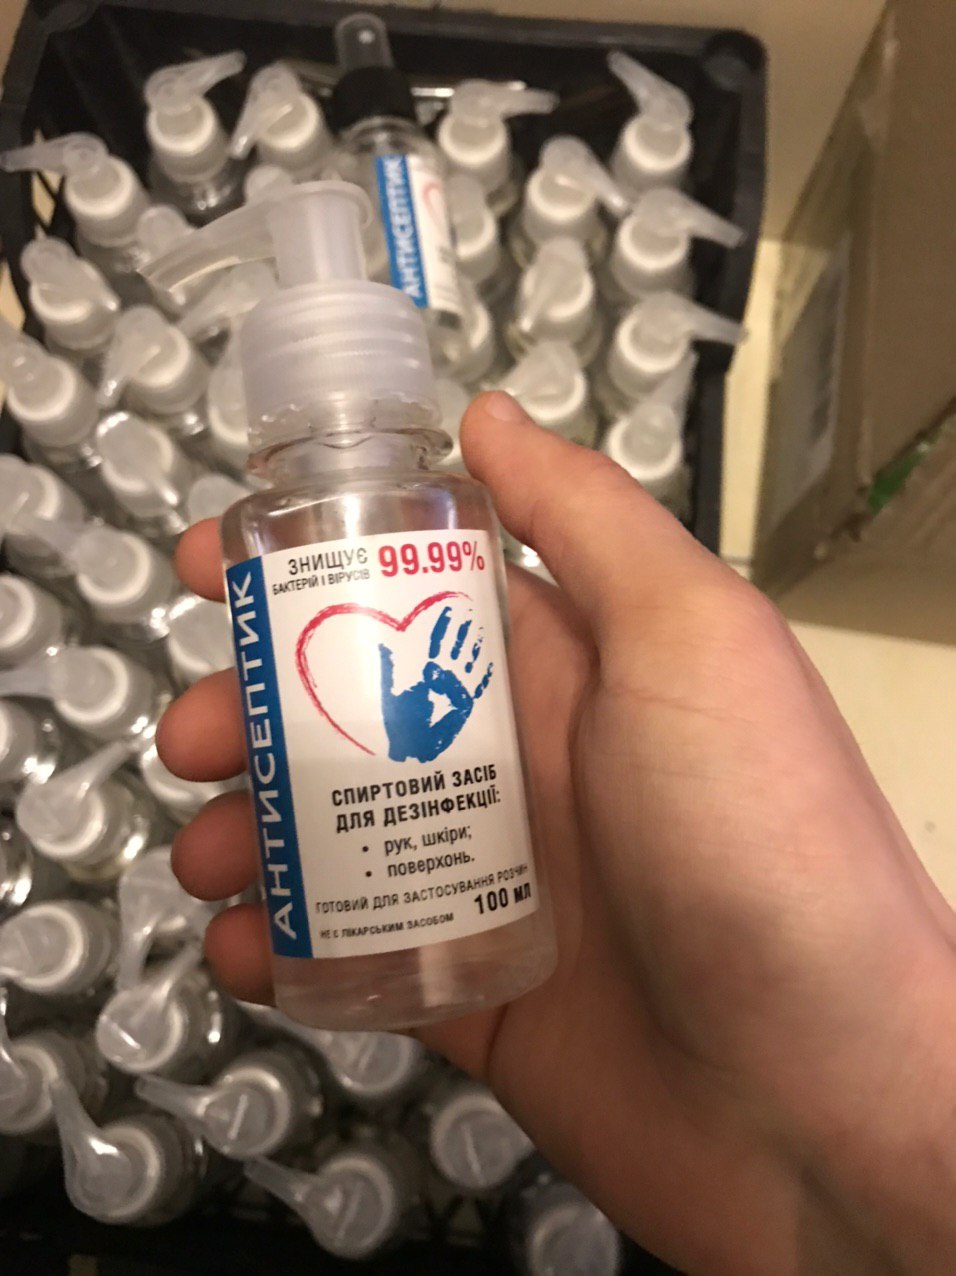 АНТИСЕПТИК
АНТИСЕПТИК
ЗНИЩУЄ
БАКТЕРІЙ І ВІРУСІВ
99.99%
СПИРТОВИЙ ЗАСІБ
ДЛЯ ДЕЗІНФЕКЦІЇ:
• рук, шкіри;
• поверхонь.
ГОТОВИЙ ДЛЯ ЗАСТОСУВАННЯ РОЗЧИН
НЕ Є ЛІКАРСЬКИМ ЗАСОБОМ
100 мл